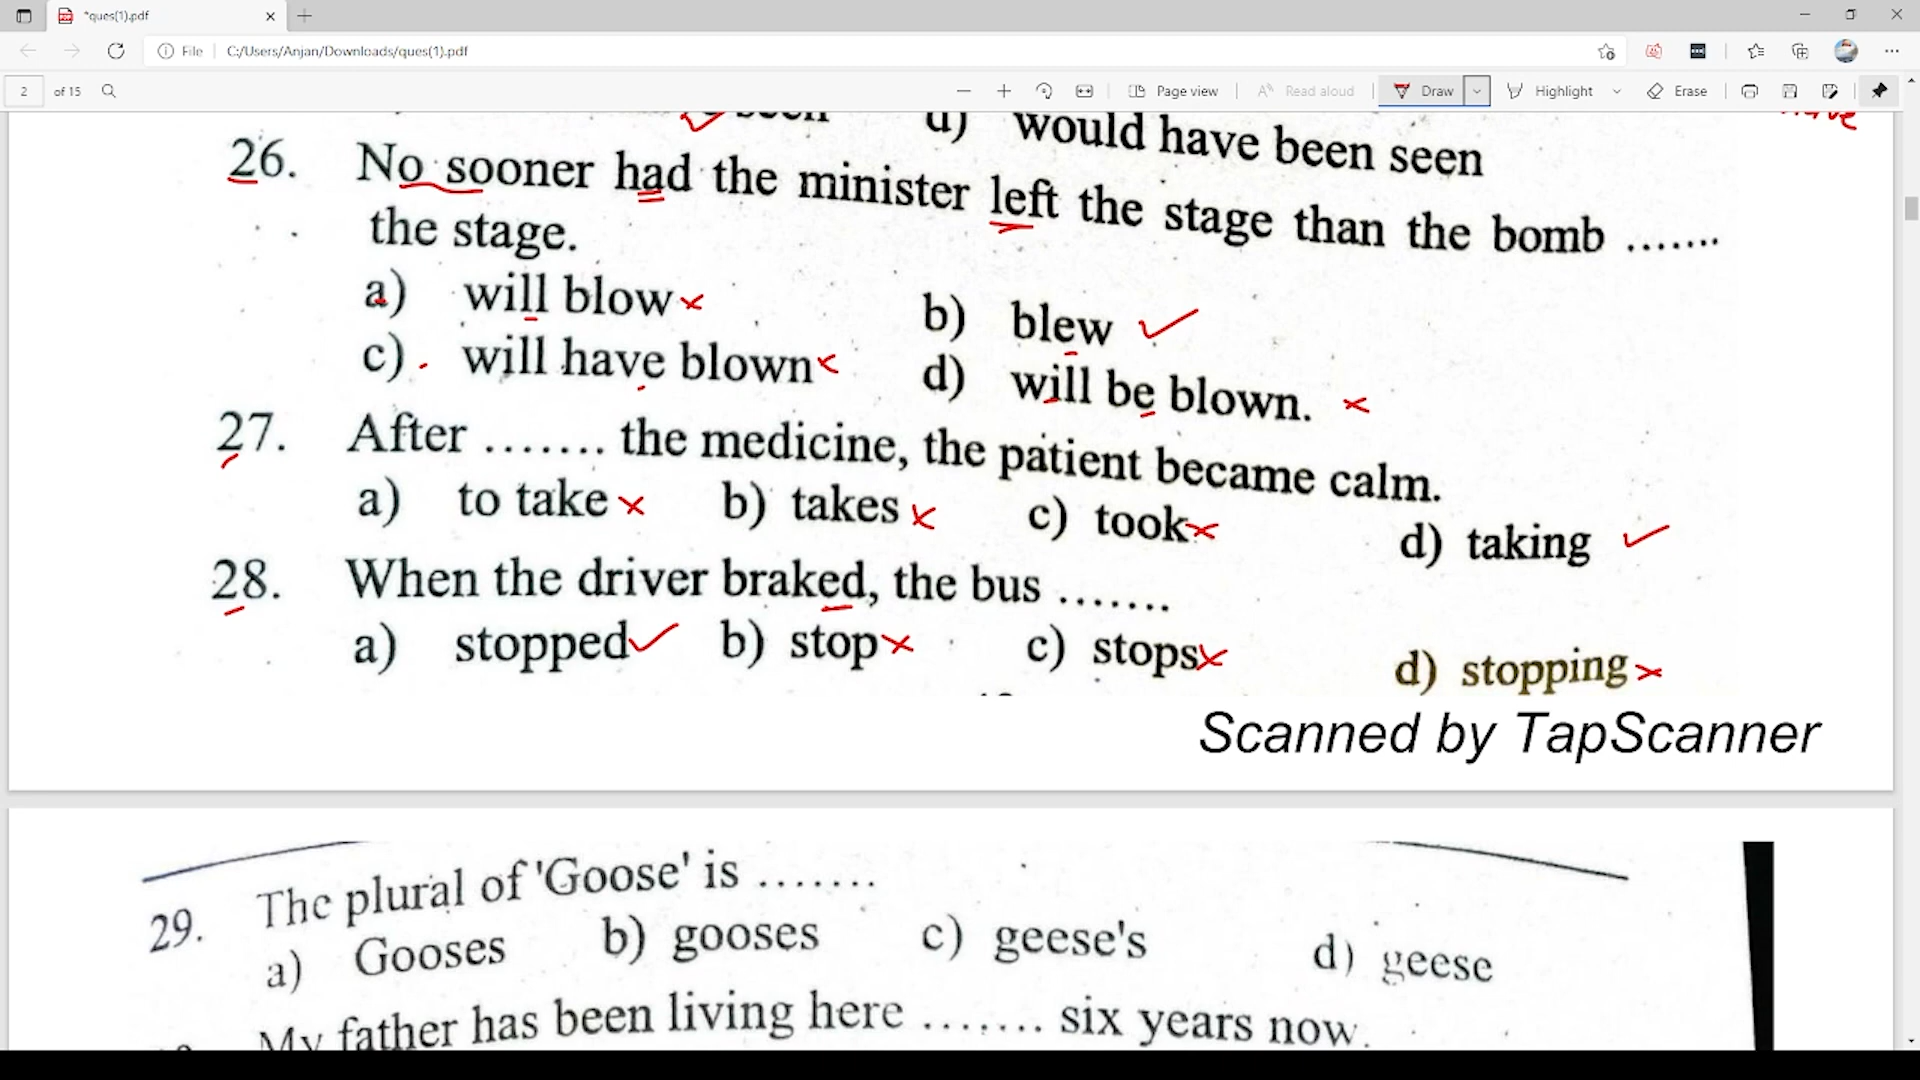 *ques(1).pdf
File C:/Users/Anjan/Downloads/ques(1).pdf
2 of 15 Page view Read aloud Draw Highlight Erase
d) would have been seen
26. No sooner had the minister left the stage than the bomb .......
the stage.
a) will blow b) blew
c) will have blown d) will be blown.
27. After ....... the medicine, the patient became calm.
a) to take b) takes c) took d) taking
28. When the driver braked, the bus .......
a) stopped b) stop c) stops d) stopping
Scanned by TapScanner
29. The plural of 'Goose' is .......
a) Gooses b) gooses c) geese's d) geese
My father has been living here ....... six years now.